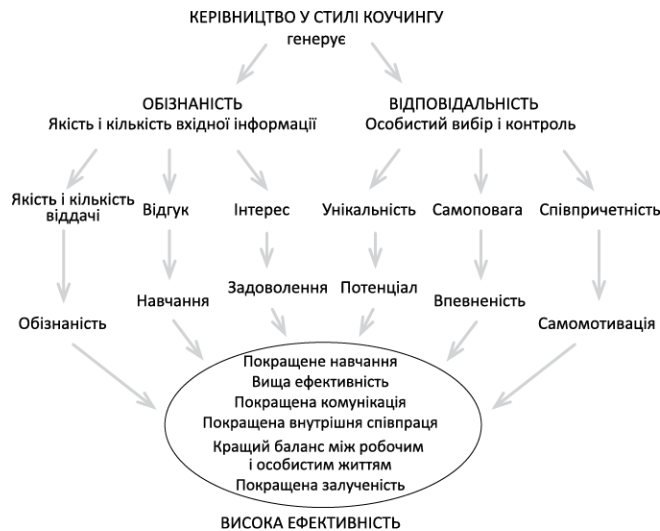 КЕРІВНИЦТВО У СТИЛІ КОУЧИНГУ
генерує
ОБІЗНАНІСТЬ
Якість і кількість вхідної інформації
ВІДПОВІДАЛЬНІСТЬ
Особистий вибір і контроль
Якість і кількість
віддачі
Відгук
Інтерес
Унікальність
Самоповага
Співпричетність
Обізнаність
Навчання
Задоволення
Потенціал
Впевненість
Самомотивація
Покращене навчання
Вища ефективність
Покращена комунікація
Покращена внутрішня співпраця
Кращий баланс між робочим
і особистим життям
Покращена залученість
ВИСОКА ЕФЕКТИВНІСТЬ